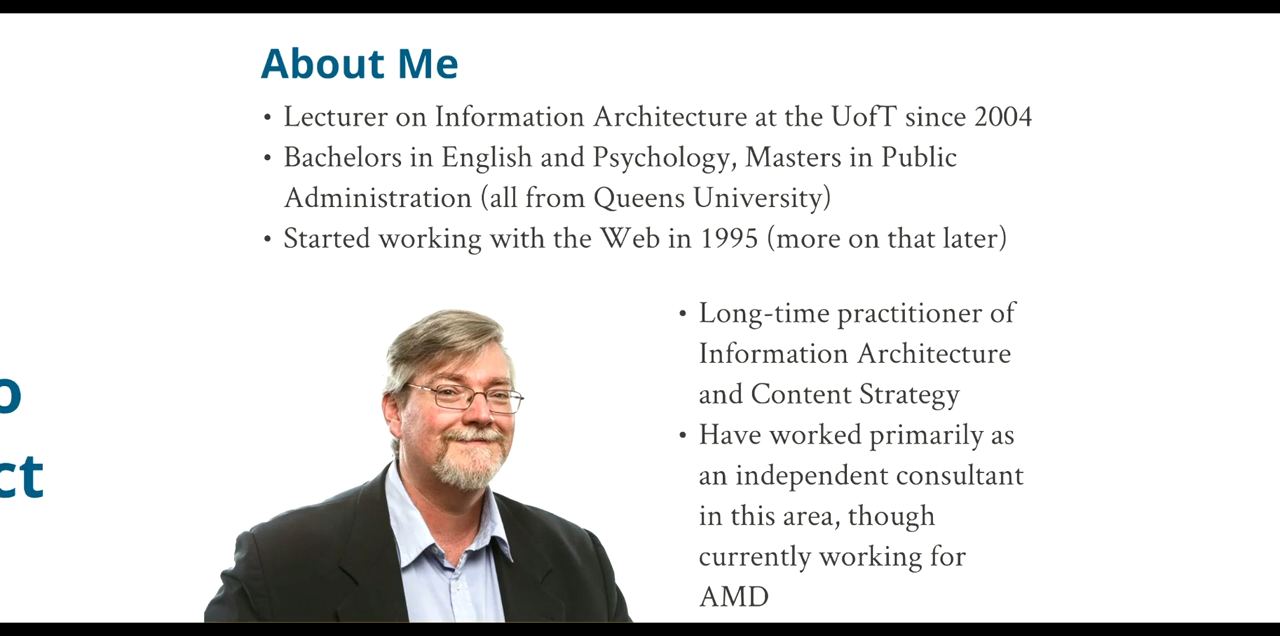 About Me
• Lecturer on Information Architecture at the UofT since 2004
• Bachelors in English and Psychology, Masters in Public
Administration (all from Queens University)
• Started working with the Web in 1995 (more on that later)
• Long-time practitioner of
Information Architecture
and Content Strategy
• Have worked primarily as
an independent consultant
in this area, though
currently working for
AMD
o
ct